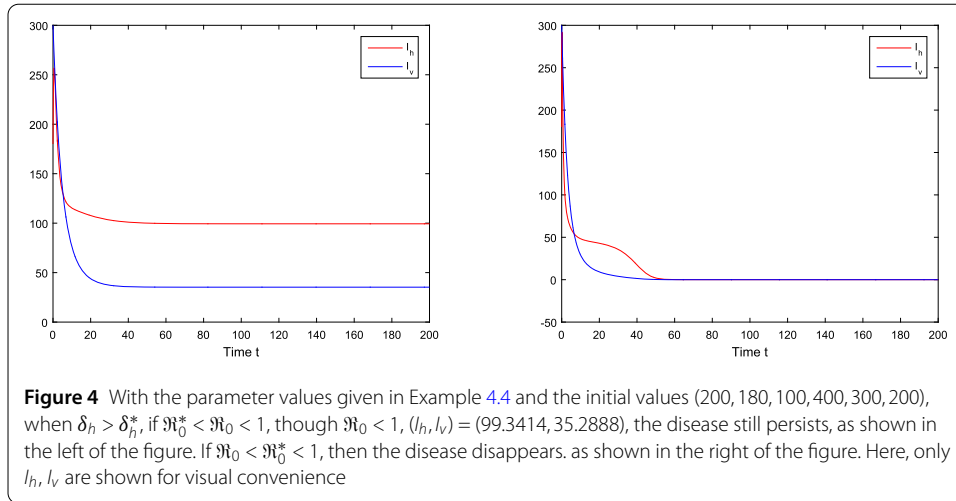 300
250
200
150
100
50
0
0 20 40 60 80 100 120 140 160 180 200
Time t
I_h
I_v
300
250
200
150
100
50
0
-50
0 20 40 60 80 100 120 140 160 180 200
Time t
I_h
I_v
Figure 4 With the parameter values given in Example 4.4 and the initial values (200, 180, 100, 400, 300, 200),
when δ_h > δ_h^*, if ℜ_0^* < ℜ_0 < 1, though ℜ_0 < 1, (I_h, I_v) = (99.3414, 35.2888), the disease still persists, as shown in
the left of the figure. If ℜ_0 < ℜ_0^* < 1, then the disease disappears. as shown in the right of the figure. Here, only
I_h, I_v are shown for visual convenience